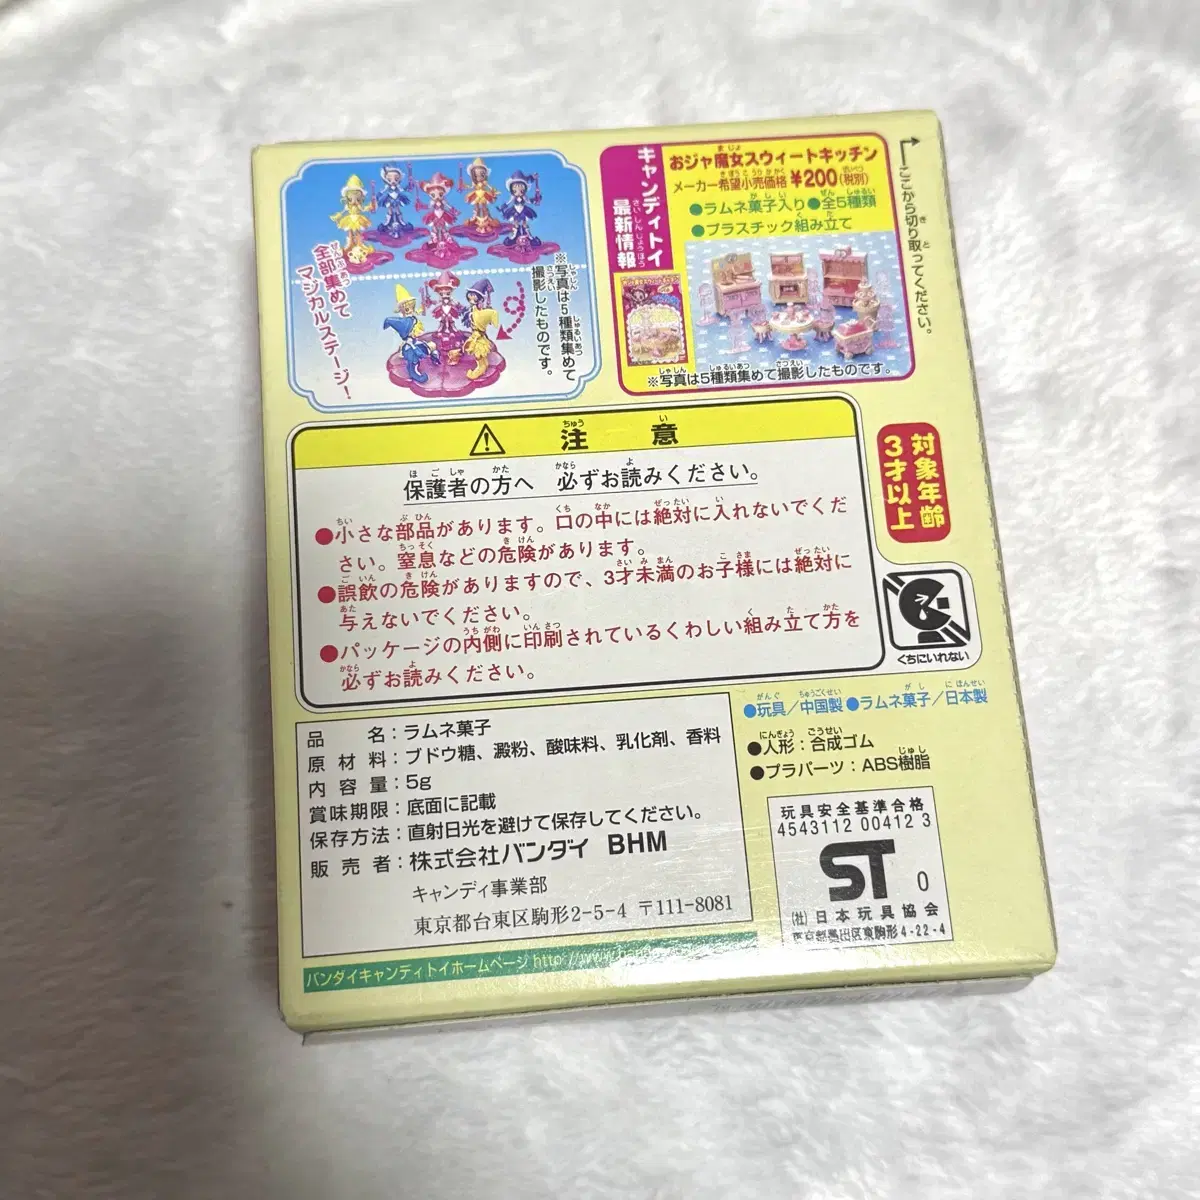 全部集めて
マジカルステージ!
※写真は5種類集めて
撮影したものです。
キャンディトイ
最新情報
おジャ魔女スウィートキッチン
メーカー希望小売価格 ¥200(税別)
●ラムネ菓子入り●全5種類
●プラスチック組み立て
※写真は5種類集めて撮影したものです。
ここから切り取ってください。
⚠ 注意
保護者の方へ 必ずお読みください。
●小さな部品があります。口の中には絶対に入れないでくだ
さい。窒息などの危険があります。
●誤飲の危険がありますので、3才未満のお子様には絶対に
与えないでください。
●パッケージの内側に印刷されているくわしい組み立て方を
必ずお読みください。
対象年齢
3才以上
くちにいれない
●玩具/中国製 ●ラムネ菓子/日本製
●人形:合成ゴム
●プラパーツ:ABS樹脂
品名:ラムネ菓子
原材料:ブドウ糖、澱粉、酸味料、乳化剤、香料
内容量:5g
賞味期限:底面に記載
保存方法:直射日光を避けて保存してください。
販売者:株式会社バンダイ BHM
キャンディ事業部
東京都台東区駒形2-5-4 〒111-8081
玩具安全基準合格
4543112 00412 3
ST 0
(社)日本玩具協会
東京都墨田区東駒形4-22-4
バンダイキャンディトイホームページ http://www.